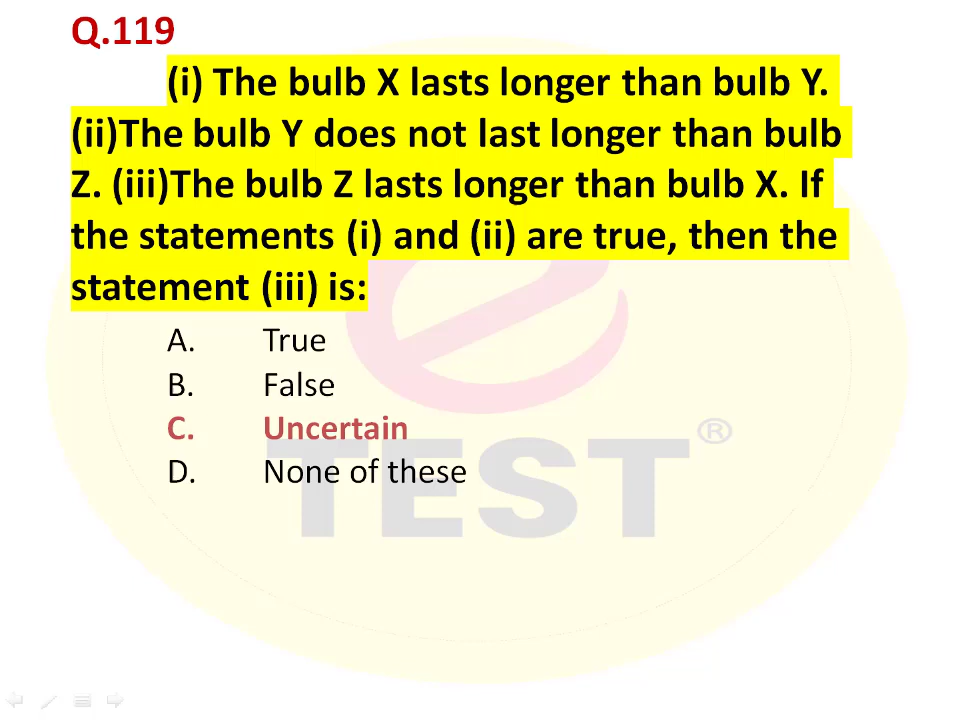 Q.119
(i) The bulb X lasts longer than bulb Y.
(ii)The bulb Y does not last longer than bulb
Z. (iii)The bulb Z lasts longer than bulb X. If
the statements (i) and (ii) are true, then the
statement (iii) is:
A. True
B. False
C. Uncertain
D. None of these
e
TEST®